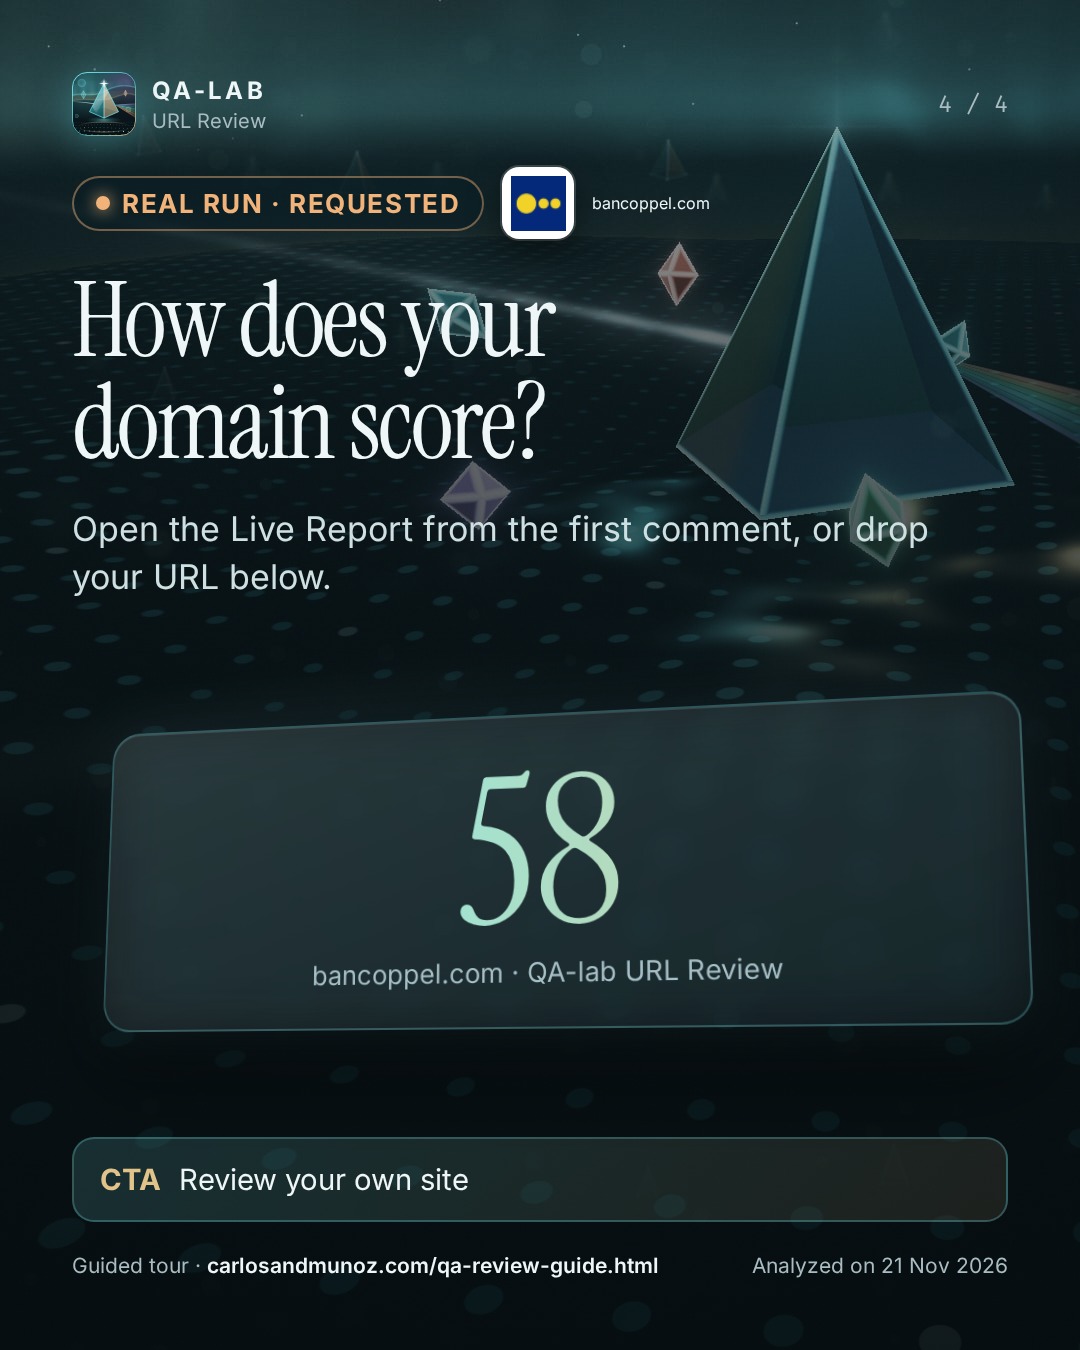 QA-LAB
URL Review
4 / 4
REAL RUN · REQUESTED
bancoppel.com
How does your
domain score?
Open the Live Report from the first comment, or drop
your URL below.
58
bancoppel.com · QA-lab URL Review
CTA Review your own site
Guided tour · carlosandmunoz.com/qa-review-guide.html
Analyzed on 21 Nov 2026